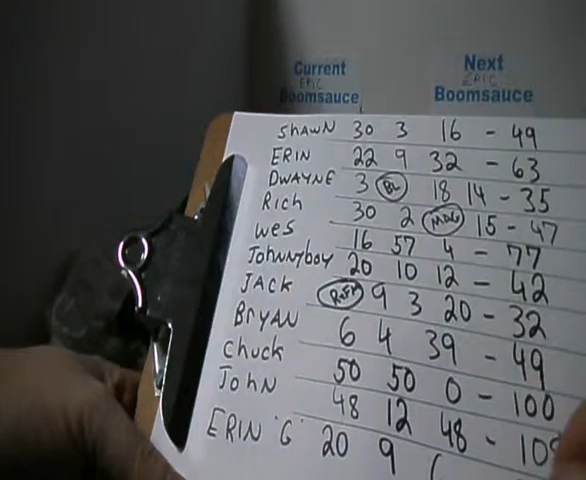 Current
EPIC
Boomsauce
Next
EPIC
Boomsauce
SHAWN 30 3 16 - 49
ERIN 22 9 32 - 63
DWAYNE 3 BL 18 14 - 35
Rich 30 2 15 - 47
WES 16 57 4 - 77
Johnnyboy 20 10 12 - 42
JACK 9 3 20 - 32
BRYAN 6 4 39 - 49
Chuck 50 50 0 - 100
JOHN 48 12 48 -
ERIN "G" 20 9